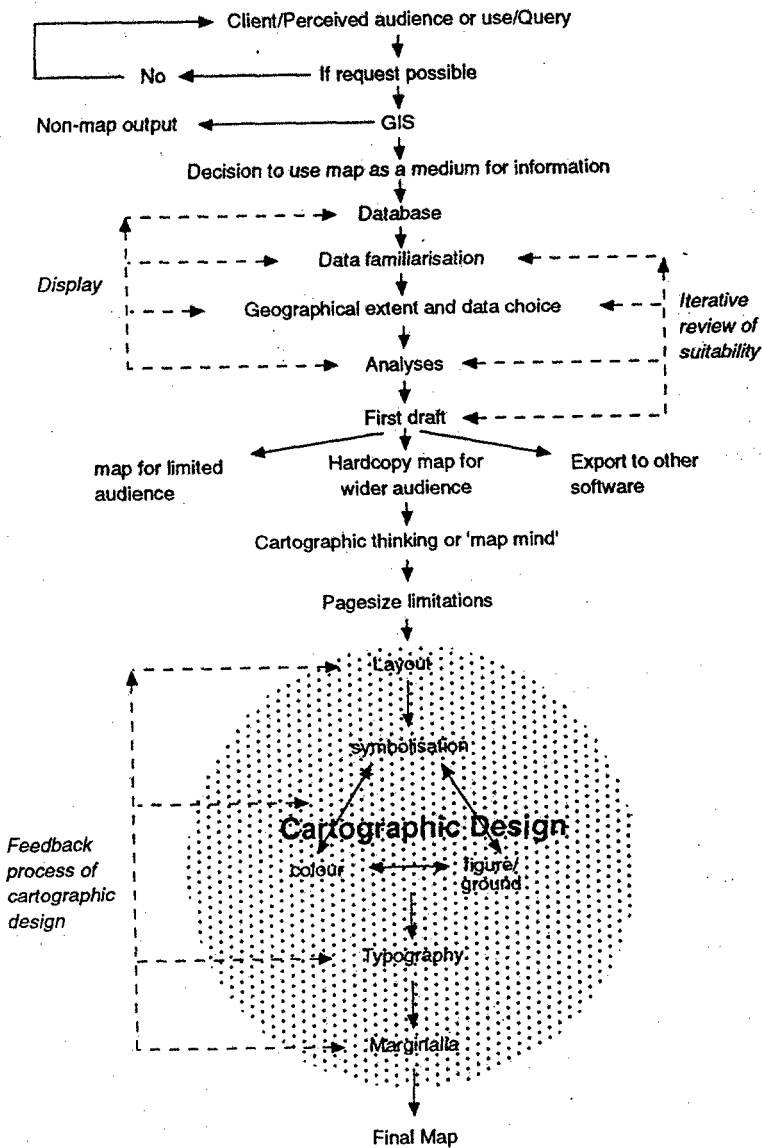 Client/Perceived audience or use/Query
No
If request possible
Non-map output
GIS
Decision to use map as a medium for information
Database
Display
Data familiarisation
Geographical extent and data choice
Iterative
review of
suitability
Analyses
First draft
map for limited
audience
Hardcopy map for
wider audience
Export to other
software
Cartographic thinking or 'map mind'
Pagesize limitations
Layout
symbolisation
Cartographic Design
colour
figure/
ground
Feedback
process of
cartographic
design
Typography
Marginalia
Final Map